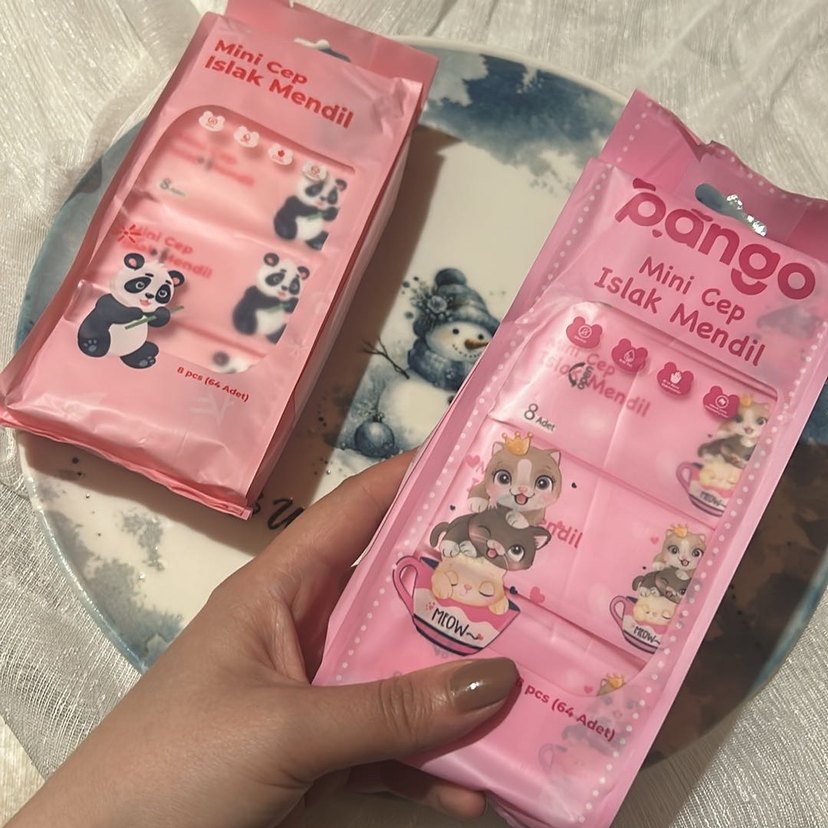 Mini Cep
Islak Mendil
8 Adet
Mini Cep
8 pcs (64 Adet)
pango
Mini Cep
Islak Mendil
Mini Cep
Islak Mendil
8 Adet
Mendil
MEOW~
MEOW~
MEOW~
pcs (64 Adet)